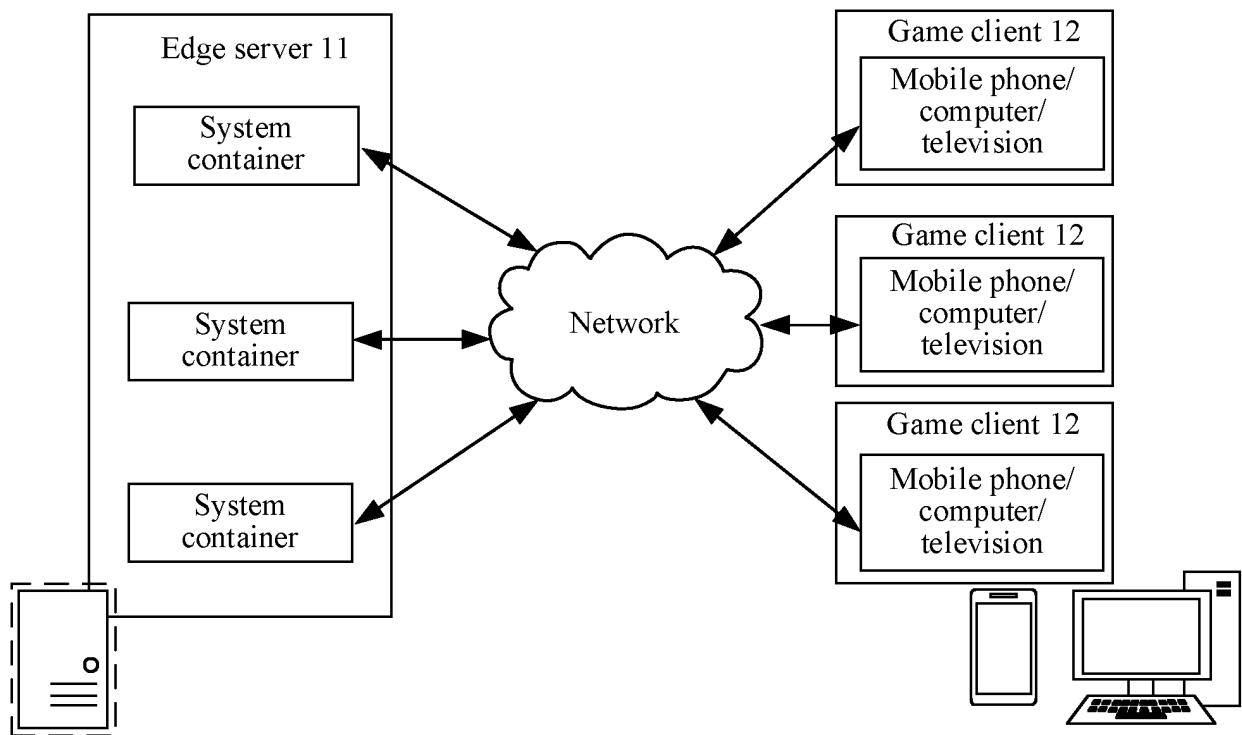 Edge server 11
System
container
System
container
System
container
Network
Game client 12
Mobile phone/
computer/
television
Game client 12
Mobile phone/
computer/
television
Game client 12
Mobile phone/
computer/
television